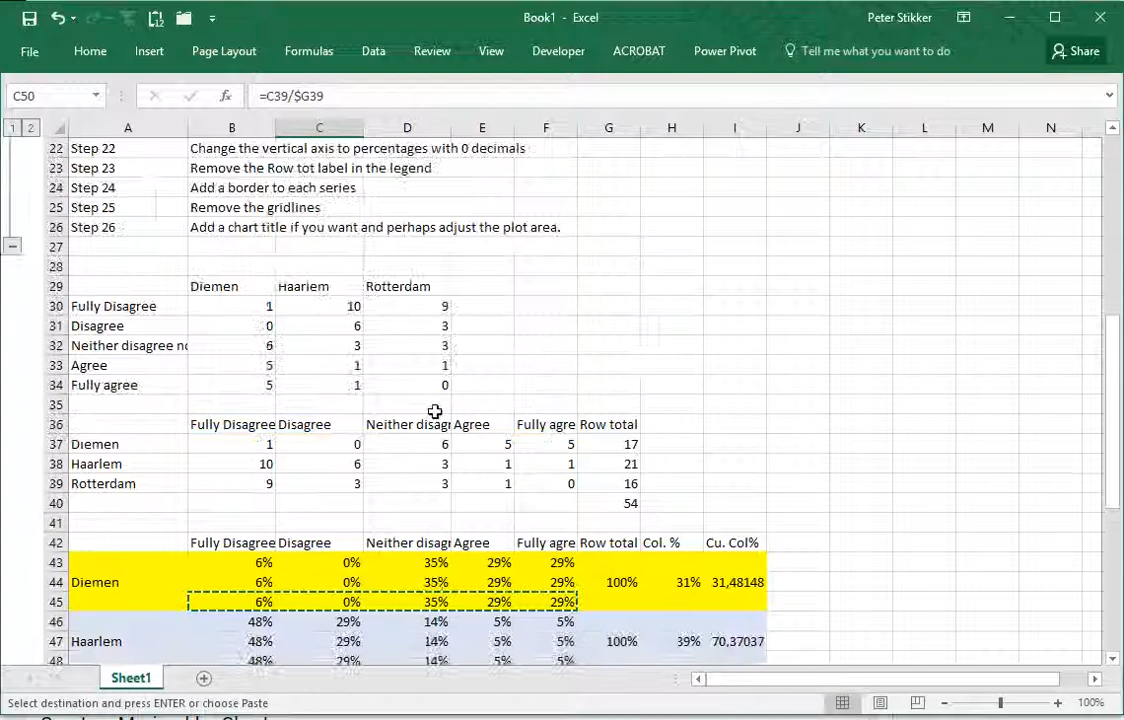 Book1 - Excel Peter Stikker
File Home Insert Page Layout Formulas Data Review View Developer ACROBAT Power Pivot Tell me what you want to do Share
C50 fx =C39/$G39
1 2 A B C D E F G H I J K L M N
22 Step 22 Change the vertical axis to percentages with 0 decimals
23 Step 23 Remove the Row tot label in the legend
24 Step 24 Add a border to each series
25 Step 25 Remove the gridlines
26 Step 26 Add a chart title if you want and perhaps adjust the plot area.
27
28
29 Diemen Haarlem Rotterdam
30 Fully Disagree 1 10 9
31 Disagree 0 6 3
32 Neither disagree no 6 3 3
33 Agree 5 1 1
34 Fully agree 5 1 0
35
36 Fully Disagree Disagree Neither disagr Agree Fully agre Row total
37 Diemen 1 0 6 5 5 17
38 Haarlem 10 6 3 1 1 21
39 Rotterdam 9 3 3 1 0 16
40 54
41
42 Fully Disagree Disagree Neither disagr Agree Fully agre Row total Col. % Cu. Col%
43 6% 0% 35% 29% 29%
44 Diemen 6% 0% 35% 29% 29% 100% 31% 31,48148
45 6% 0% 35% 29% 29%
46 48% 29% 14% 5% 5%
47 Haarlem 48% 29% 14% 5% 5% 100% 39% 70,37037
48 48% 29% 14% 5% 5%
Sheet1
Select destination and press ENTER or choose Paste 100%